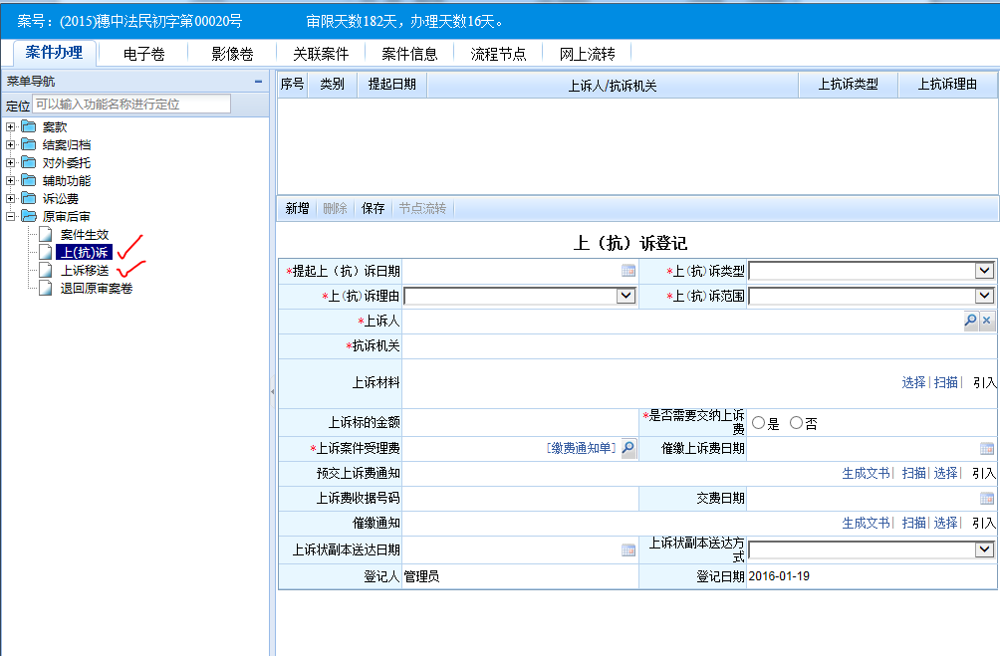 案号：(2015)穗中法民初字第00020号 审限天数182天，办理天数16天。
案件办理 电子卷 影像卷 关联案件 案件信息 流程节点 网上流转
菜单导航
定位 可以输入功能名称进行定位
案款
结案归档
对外委托
辅助功能
诉讼费
原审后审
案件生效
上(抗)诉
上诉移送
退回原审案卷
序号 类别 提起日期 上诉人/抗诉机关 上抗诉类型 上抗诉理由
新增 删除 保存 节点流转
上（抗）诉登记
*提起上（抗）诉日期 *上(抗)诉类型
*上(抗)诉理由 *上(抗)诉范围
*上诉人
*抗诉机关
上诉材料 选择| 扫描| 引入
上诉标的金额 *是否需要交纳上诉
费 是 否
*上诉案件受理费 [缴费通知单] 催缴上诉费日期
预交上诉费通知 生成文书| 扫描| 选择| 引入
上诉费收据号码 交费日期
催缴通知 生成文书| 扫描| 选择| 引入
上诉状副本送达日期 上诉状副本送达方
式
登记人 管理员 登记日期 2016-01-19